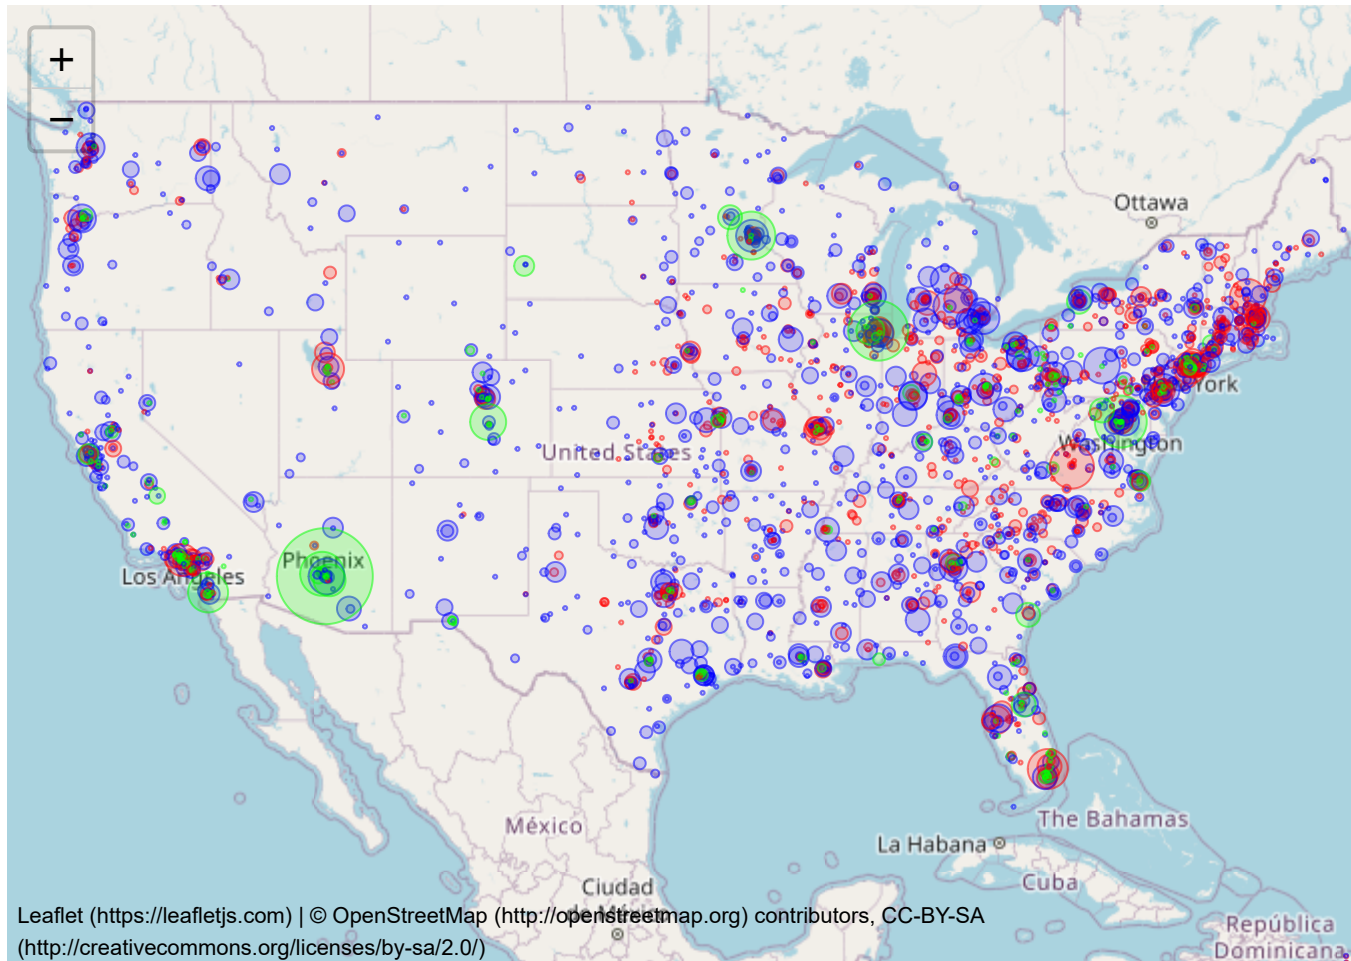 +
−
Ottawa
York
Washington
United States
Phoenix
Los Angeles
México
The Bahamas
La Habana
Cuba
Ciudad
Leaflet (https://leafletjs.com) | © OpenStreetMap (http://openstreetmap.org) contributors, CC-BY-SA
(http://creativecommons.org/licenses/by-sa/2.0/)
República
Dominicana